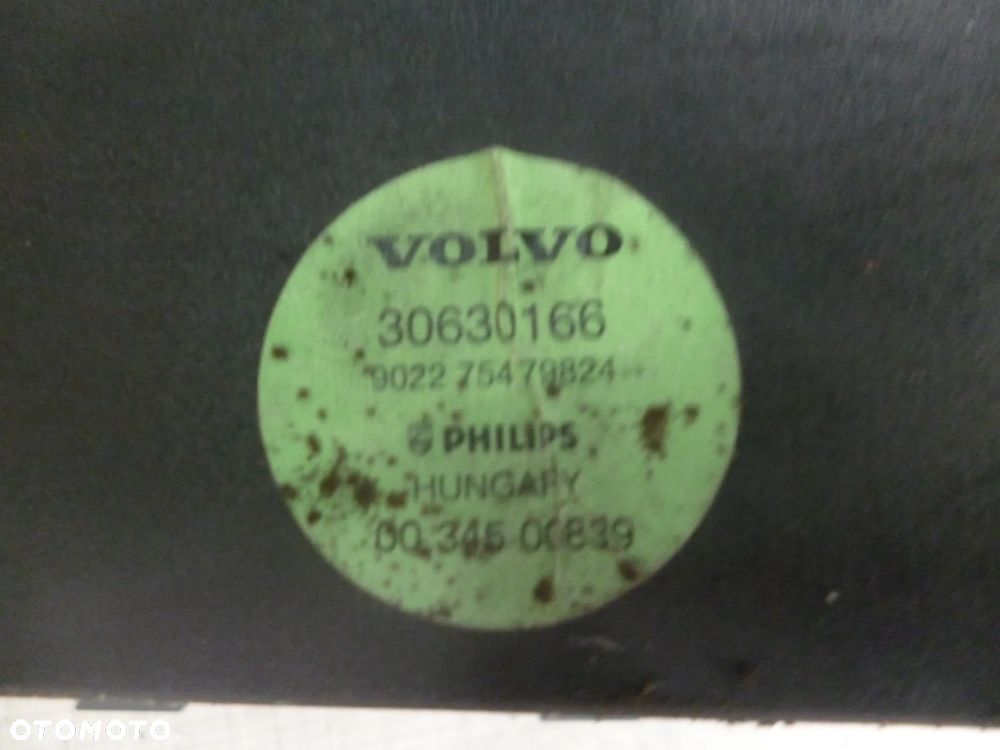 VOLVO
30630166
9022 75479824
PHILIPS
HUNGARY
00 345 00839
OTOMOTO